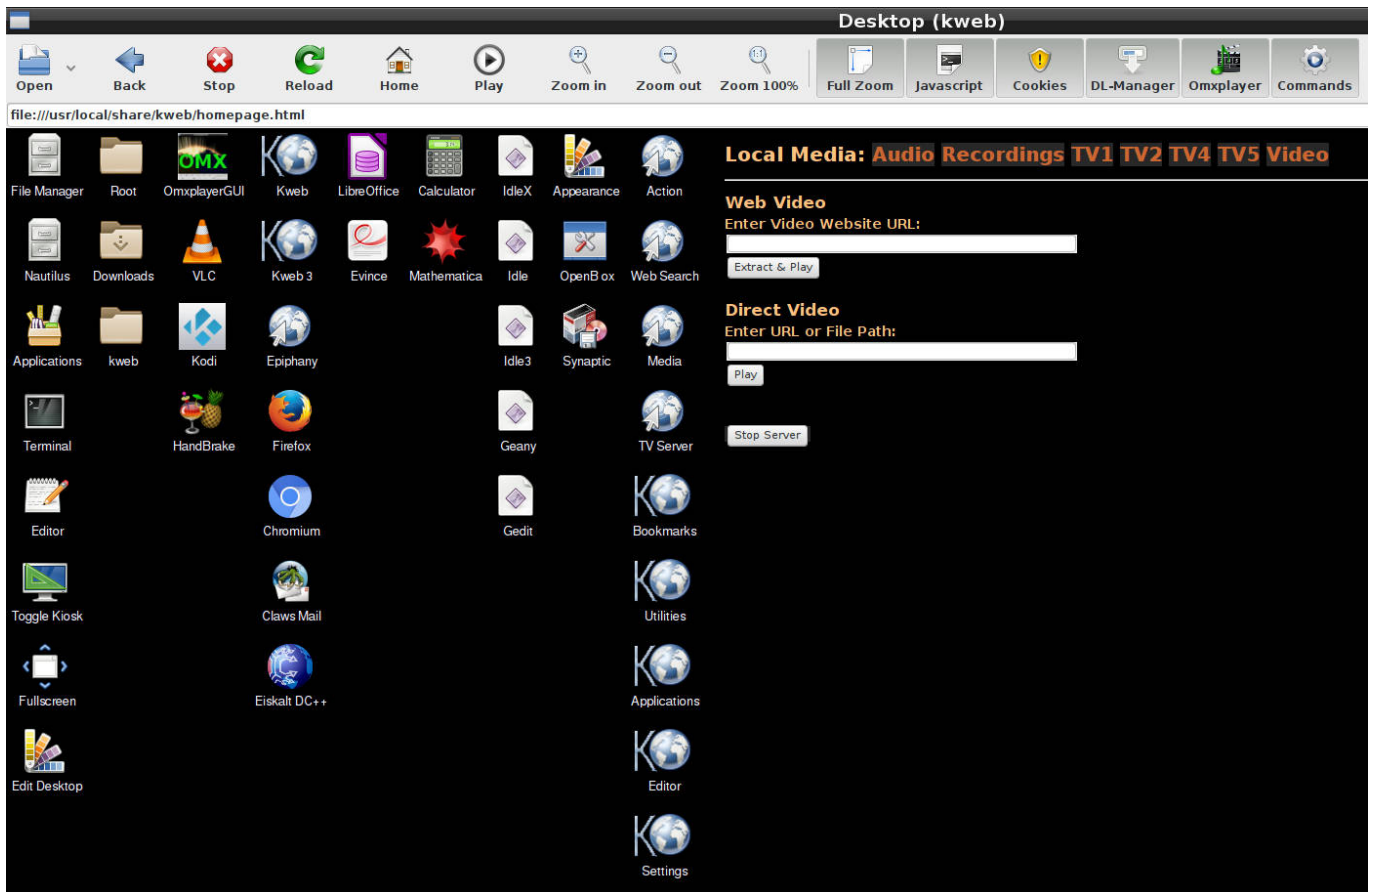 Desktop (kweb)
Open Back Stop Reload Home Play Zoom in Zoom out Zoom 100% Full Zoom Javascript Cookies DL-Manager Omxplayer Commands
file:///usr/local/share/kweb/homepage.html
OMX
File Manager Root OmxplayerGUI Kweb LibreOffice Calculator IdleX Appearance Action
Nautilus Downloads VLC Kweb 3 Evince Mathematica Idle OpenBox Web Search
Applications kweb Kodi Epiphany Idle3 Synaptic Media
Terminal HandBrake Firefox Geany TV Server
Editor Chromium Gedit Bookmarks
Toggle Kiosk Claws Mail Utilities
Fullscreen Eiskalt DC++ Applications
Edit Desktop Editor
Settings
Local Media: Audio Recordings TV1 TV2 TV4 TV5 Video
Web Video
Enter Video Website URL:
Extract & Play
Direct Video
Enter URL or File Path:
Play
Stop Server